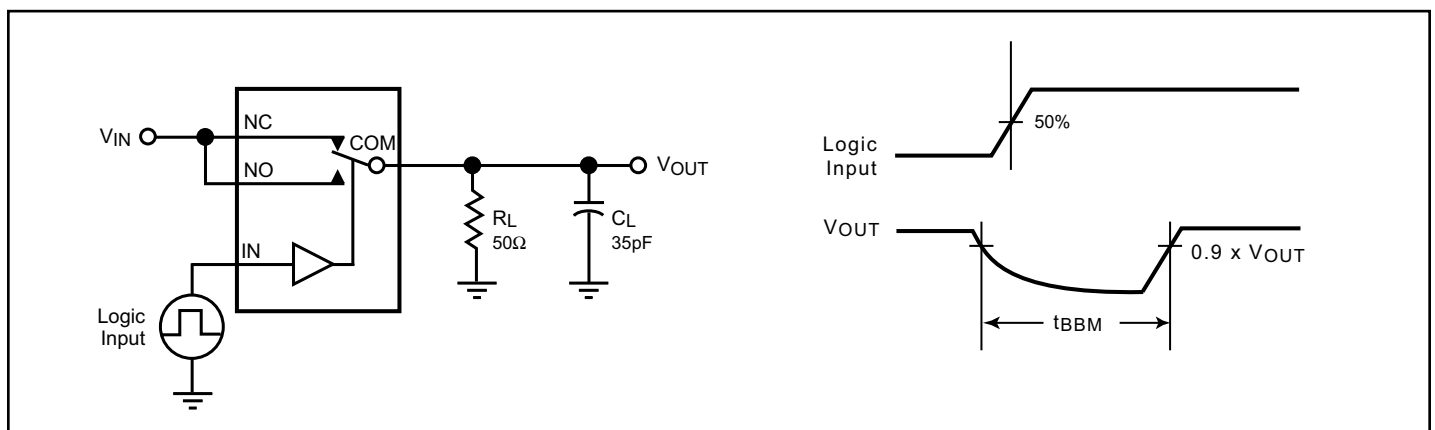 VIN
NC
COM
NO
IN
Logic
Input
RL
50Ω
CL
35pF
VOUT
50%
Logic
Input
VOUT
0.9 x VOUT
tBBM